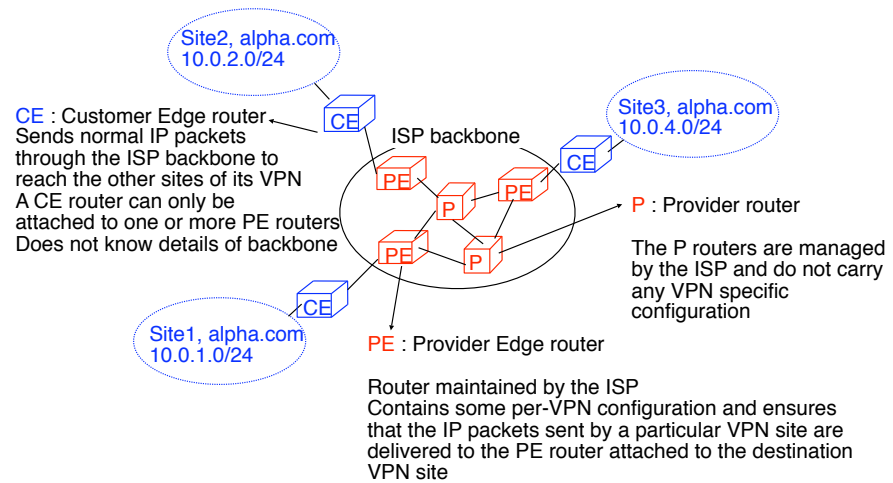 Site2, alpha.com
10.0.2.0/24
CE : Customer Edge router
Sends normal IP packets
through the ISP backbone to
reach the other sites of its VPN
A CE router can only be
attached to one or more PE routers
Does not know details of backbone
CE
ISP backbone
Site3, alpha.com
10.0.4.0/24
CE
PE
PE
P
PE
P
P : Provider router
The P routers are managed
by the ISP and do not carry
any VPN specific
configuration
CE
Site1, alpha.com
10.0.1.0/24
PE : Provider Edge router
Router maintained by the ISP
Contains some per-VPN configuration and ensures
that the IP packets sent by a particular VPN site are
delivered to the PE router attached to the destination
VPN site